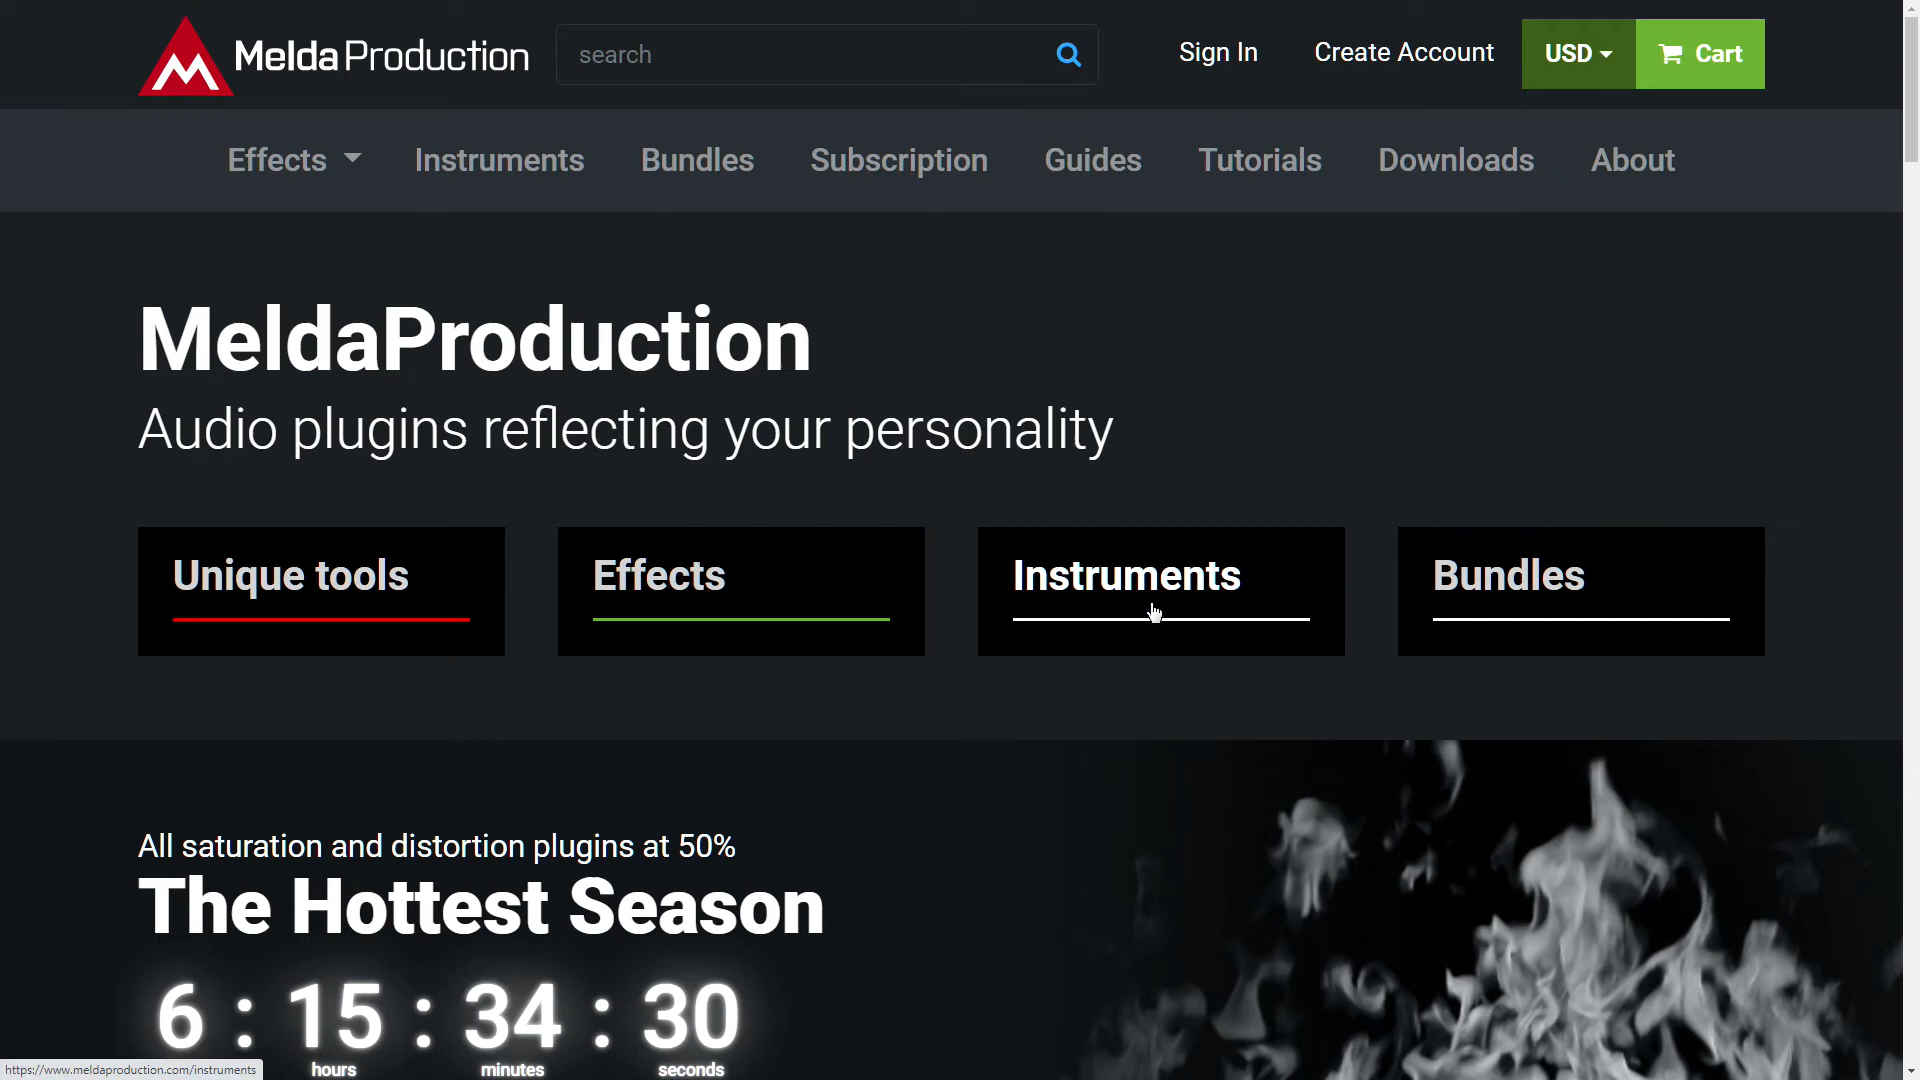 MeldaProduction
search
Sign In
Create Account
USD
Cart
Effects
Instruments
Bundles
Subscription
Guides
Tutorials
Downloads
About
MeldaProduction
Audio plugins reflecting your personality
Unique tools
Effects
Instruments
Bundles
All saturation and distortion plugins at 50%
The Hottest Season
6 : 15 : 34 : 30
hours minutes seconds
https://www.meldaproduction.com/instruments